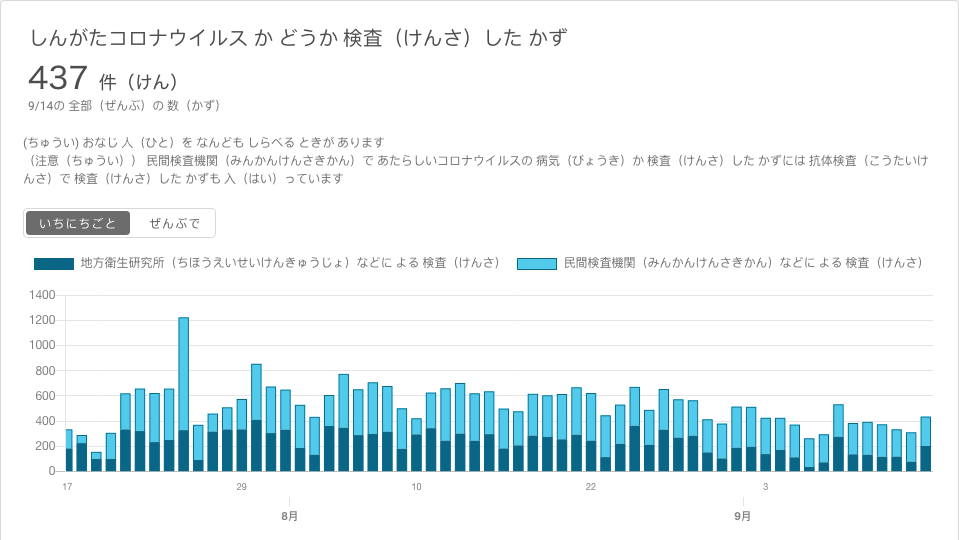 しんがたコロナウイルス か どうか 検査（けんさ）した かず
437 件（けん）
9/14の 全部（ぜんぶ）の 数（かず）
(ちゅうい) おなじ 人（ひと）を なんども しらべる ときが あります
（注意（ちゅうい）） 民間検査機関（みんかんけんさきかん）で あたらしいコロナウイルスの 病気（びょうき）か 検査（けんさ）した かずには 抗体検査（こうたいけ
んさ）で 検査（けんさ）した かずも 入（はい）っています
いちにちごと ぜんぶで
地方衛生研究所（ちほうえいせいけんきゅうじょ）などに よる 検査（けんさ） 民間検査機関（みんかんけんさきかん）などに よる 検査（けんさ）
1400
1200
1000
800
600
400
200
0
17 29 10 22 3
8月 9月